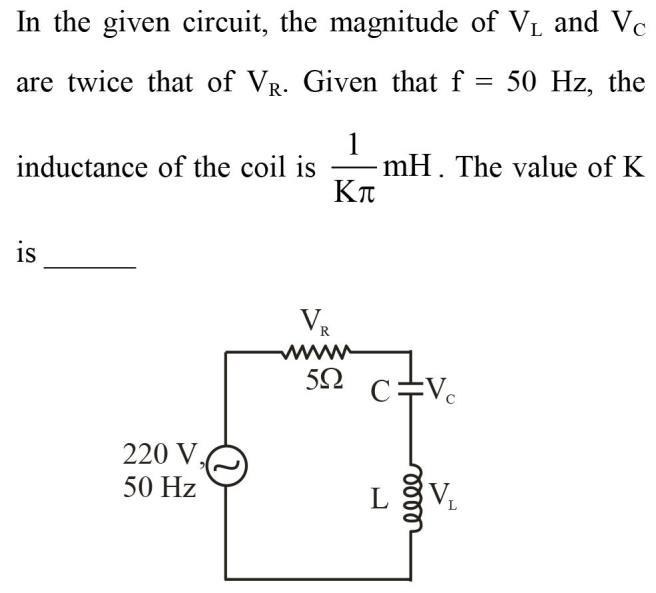 In the given circuit, the magnitude of V_L and V_C
are twice that of V_R. Given that f = 50 Hz, the
inductance of the coil is 1/Kπ mH. The value of K
is ______
V_R
5Ω
C V_C
220 V,
50 Hz
L V_L